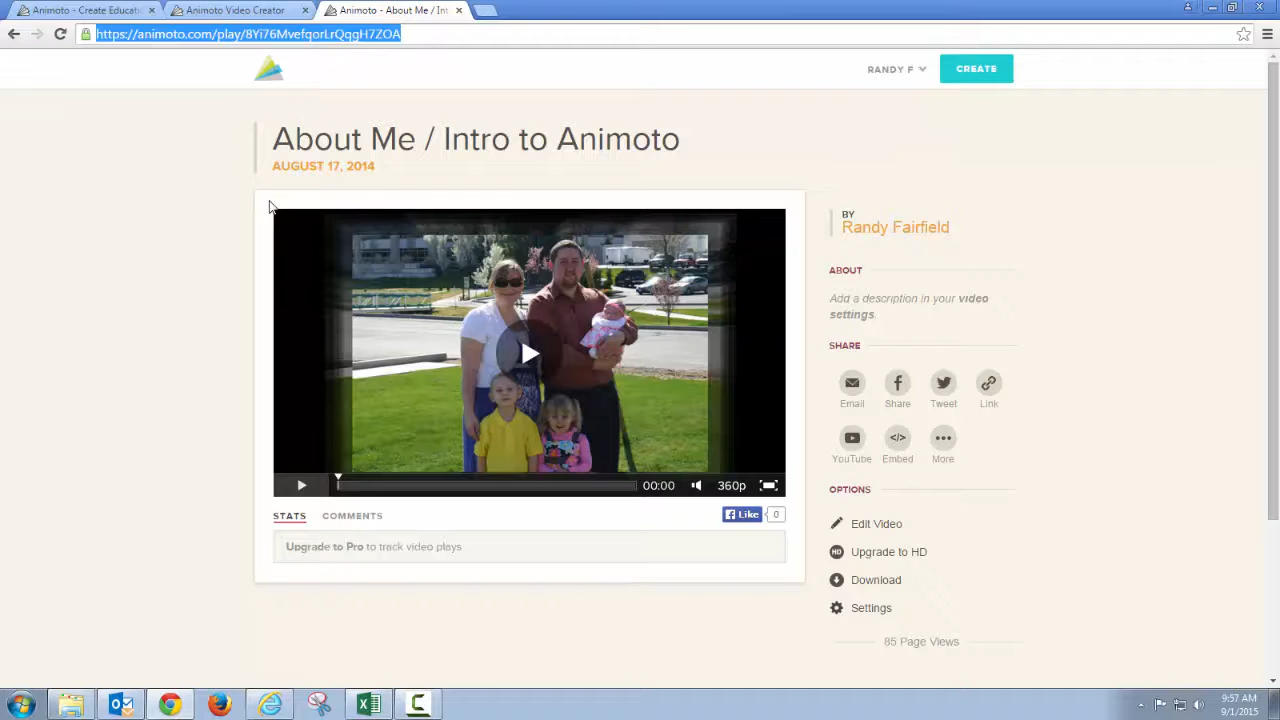 Animoto - Create Educati
Animoto Video Creator
Animoto - About Me / Int
https://animoto.com/play/8Yi76MvefqorLrQqgH7ZOA
RANDY F
CREATE
About Me / Intro to Animoto
AUGUST 17, 2014
BY
Randy Fairfield
ABOUT
Add a description in your video
settings.
SHARE
Email
Share
Tweet
Link
YouTube
</>
Embed
More
00:00
360p
STATS
COMMENTS
Like
0
Upgrade to Pro to track video plays
OPTIONS
Edit Video
HD
Upgrade to HD
Download
Settings
85 Page Views
9:57 AM
9/1/2015